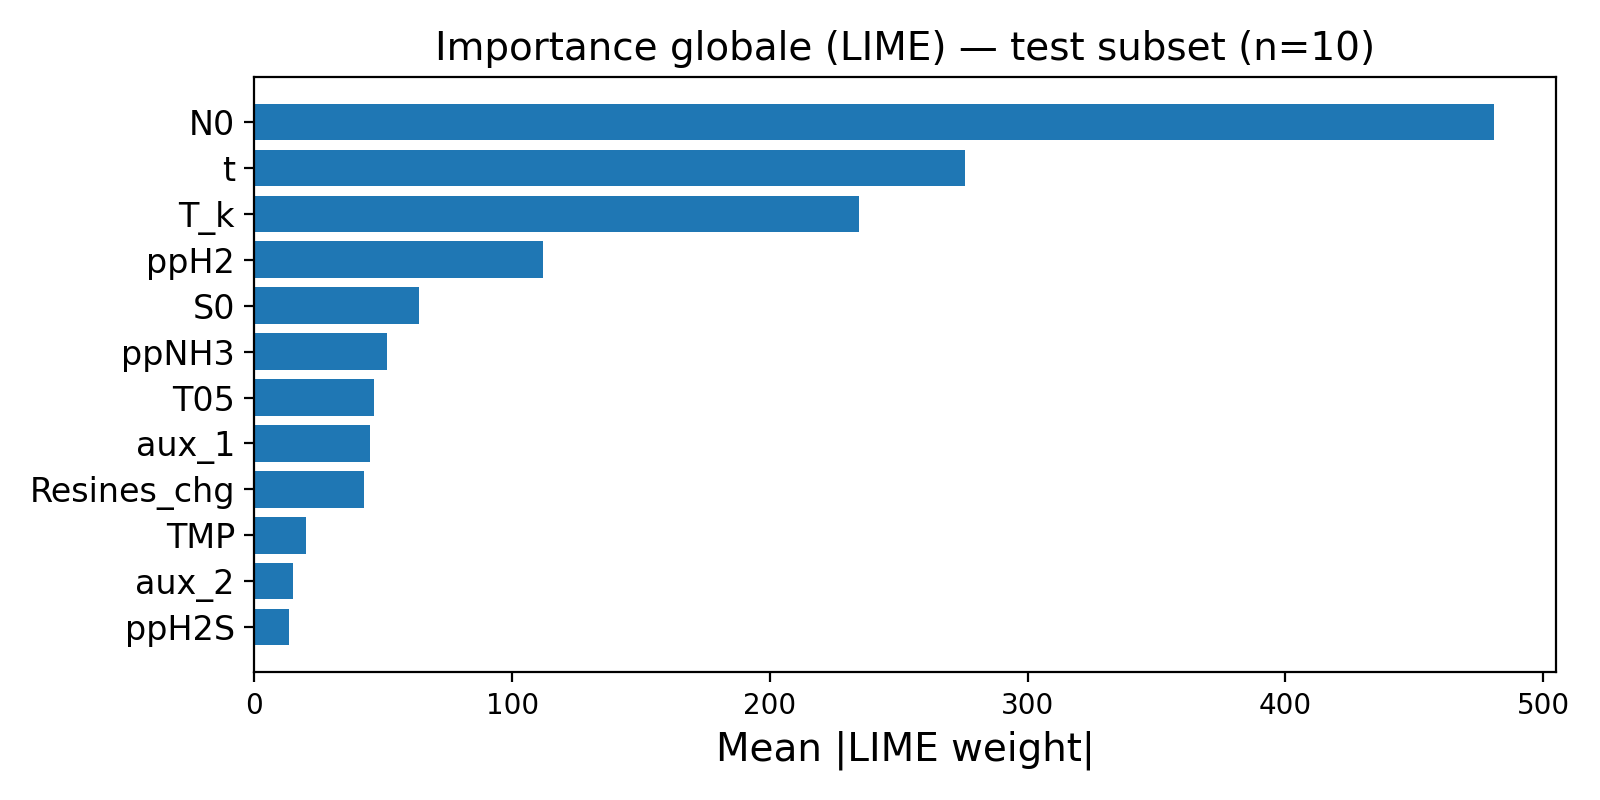 Importance globale (LIME) — test subset (n=10)
N0
t
T_k
ppH2
S0
ppNH3
T05
aux_1
Resines_chg
TMP
aux_2
ppH2S
0 100 200 300 400 500
Mean |LIME weight|